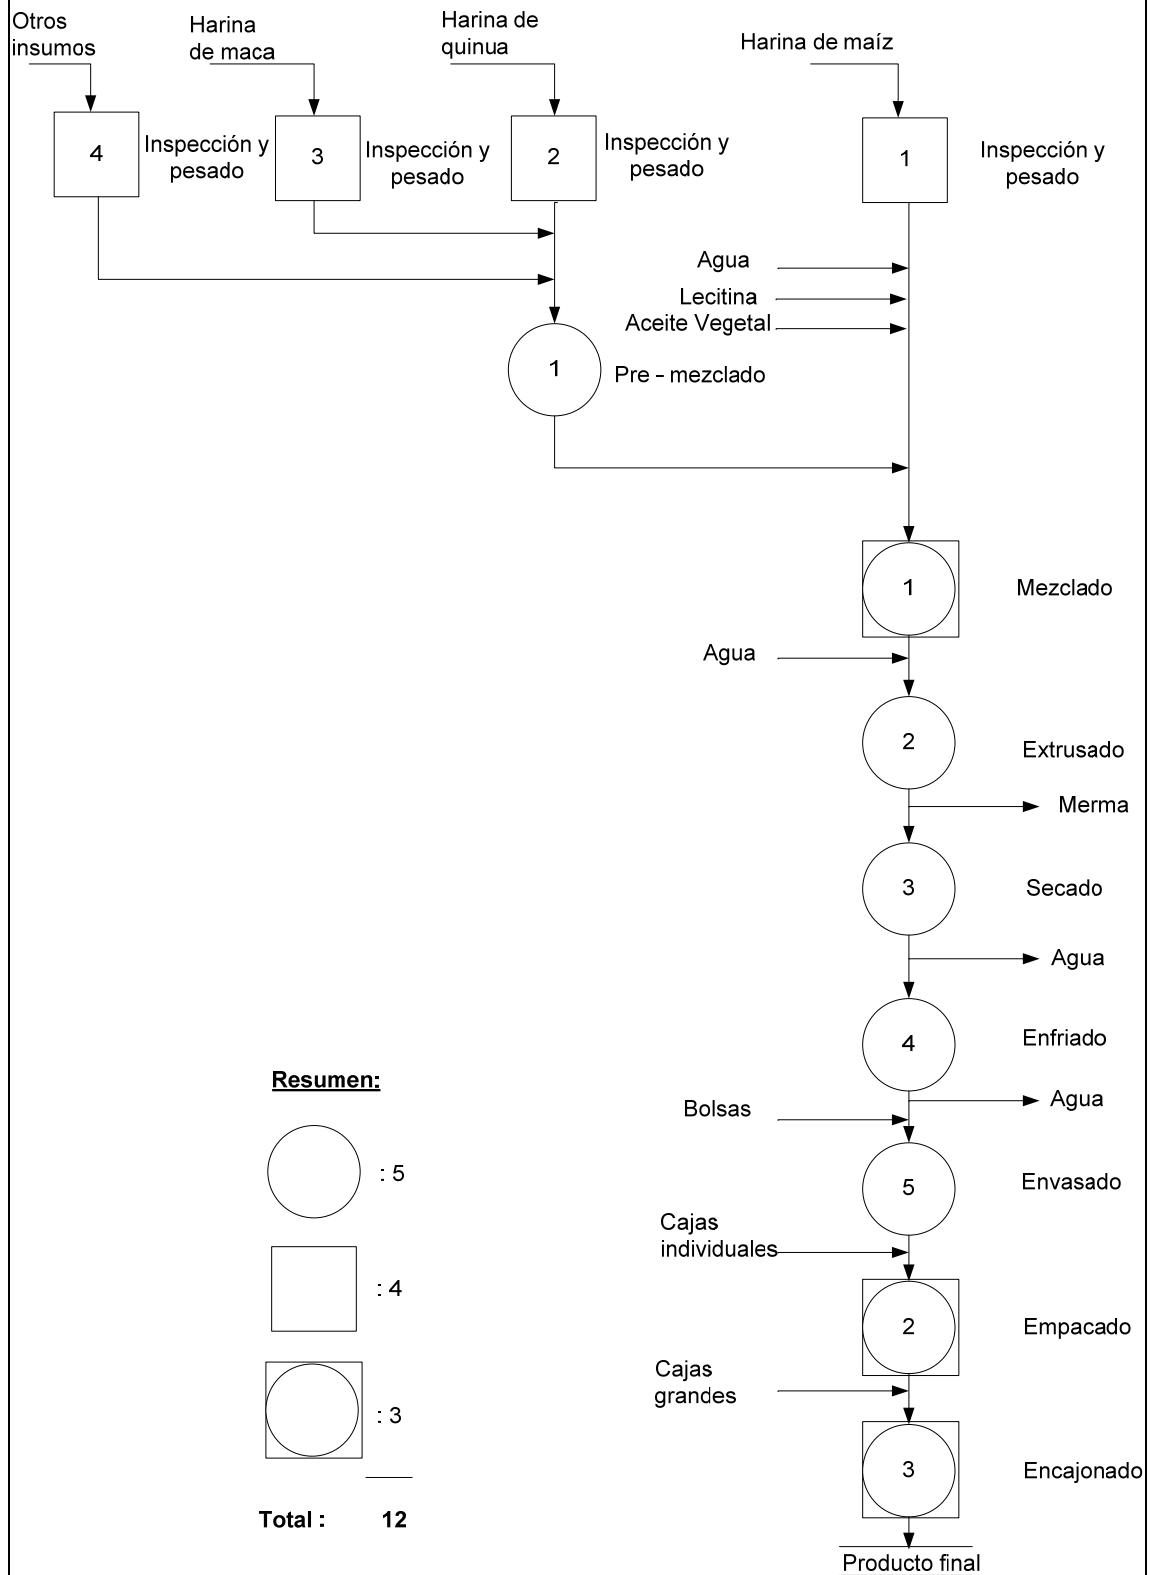 Otros
insumos
Harina
de maca
Harina de
quinua
Harina de maíz
4
Inspección y
pesado
3
Inspección y
pesado
2
Inspección y
pesado
1
Inspección y
pesado
Agua
Lecitina
Aceite Vegetal
1
Pre - mezclado
1
Mezclado
Agua
2
Extrusado
Merma
3
Secado
Agua
4
Enfriado
Agua
Bolsas
5
Envasado
Cajas
individuales
2
Empacado
Cajas
grandes
3
Encajonado
Producto final
Resumen:
: 5
: 4
: 3
Total : 12